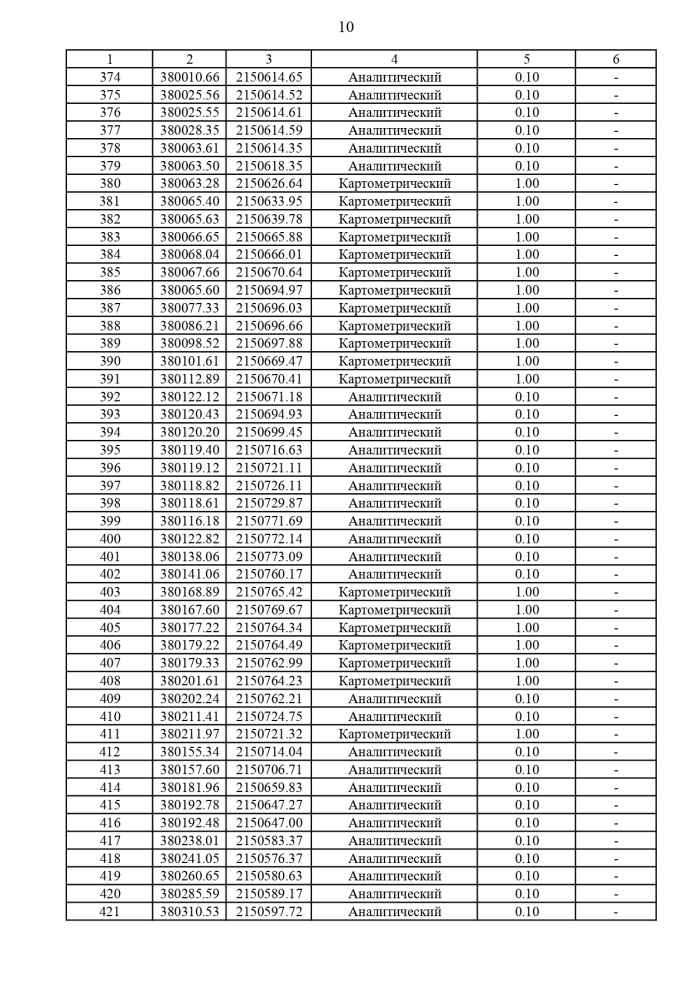 10
1 2 3 4 5 6
374 380010.66 2150614.65 Аналитический 0.10 -
375 380025.56 2150614.52 Аналитический 0.10 -
376 380025.55 2150614.61 Аналитический 0.10 -
377 380028.35 2150614.59 Аналитический 0.10 -
378 380063.61 2150614.35 Аналитический 0.10 -
379 380063.50 2150618.35 Аналитический 0.10 -
380 380063.28 2150626.64 Картометрический 1.00 -
381 380065.40 2150633.95 Картометрический 1.00 -
382 380065.63 2150639.78 Картометрический 1.00 -
383 380066.65 2150665.88 Картометрический 1.00 -
384 380068.04 2150666.01 Картометрический 1.00 -
385 380067.66 2150670.64 Картометрический 1.00 -
386 380065.60 2150694.97 Картометрический 1.00 -
387 380077.33 2150696.03 Картометрический 1.00 -
388 380086.21 2150696.66 Картометрический 1.00 -
389 380098.52 2150697.88 Картометрический 1.00 -
390 380101.61 2150669.47 Картометрический 1.00 -
391 380112.89 2150670.41 Картометрический 1.00 -
392 380122.12 2150671.18 Аналитический 0.10 -
393 380120.43 2150694.93 Аналитический 0.10 -
394 380120.20 2150699.45 Аналитический 0.10 -
395 380119.40 2150716.63 Аналитический 0.10 -
396 380119.12 2150721.11 Аналитический 0.10 -
397 380118.82 2150726.11 Аналитический 0.10 -
398 380118.61 2150729.87 Аналитический 0.10 -
399 380116.18 2150771.69 Аналитический 0.10 -
400 380122.82 2150772.14 Аналитический 0.10 -
401 380138.06 2150773.09 Аналитический 0.10 -
402 380141.06 2150760.17 Аналитический 0.10 -
403 380168.89 2150765.42 Картометрический 1.00 -
404 380167.60 2150769.67 Картометрический 1.00 -
405 380177.22 2150764.34 Картометрический 1.00 -
406 380179.22 2150764.49 Картометрический 1.00 -
407 380179.33 2150762.99 Картометрический 1.00 -
408 380201.61 2150764.23 Картометрический 1.00 -
409 380202.24 2150762.21 Аналитический 0.10 -
410 380211.41 2150724.75 Аналитический 0.10 -
411 380211.97 2150721.32 Картометрический 1.00 -
412 380155.34 2150714.04 Аналитический 0.10 -
413 380157.60 2150706.71 Аналитический 0.10 -
414 380181.96 2150659.83 Аналитический 0.10 -
415 380192.78 2150647.27 Аналитический 0.10 -
416 380192.48 2150647.00 Аналитический 0.10 -
417 380238.01 2150583.37 Аналитический 0.10 -
418 380241.05 2150576.37 Аналитический 0.10 -
419 380260.65 2150580.63 Аналитический 0.10 -
420 380285.59 2150589.17 Аналитический 0.10 -
421 380310.53 2150597.72 Аналитический 0.10 -